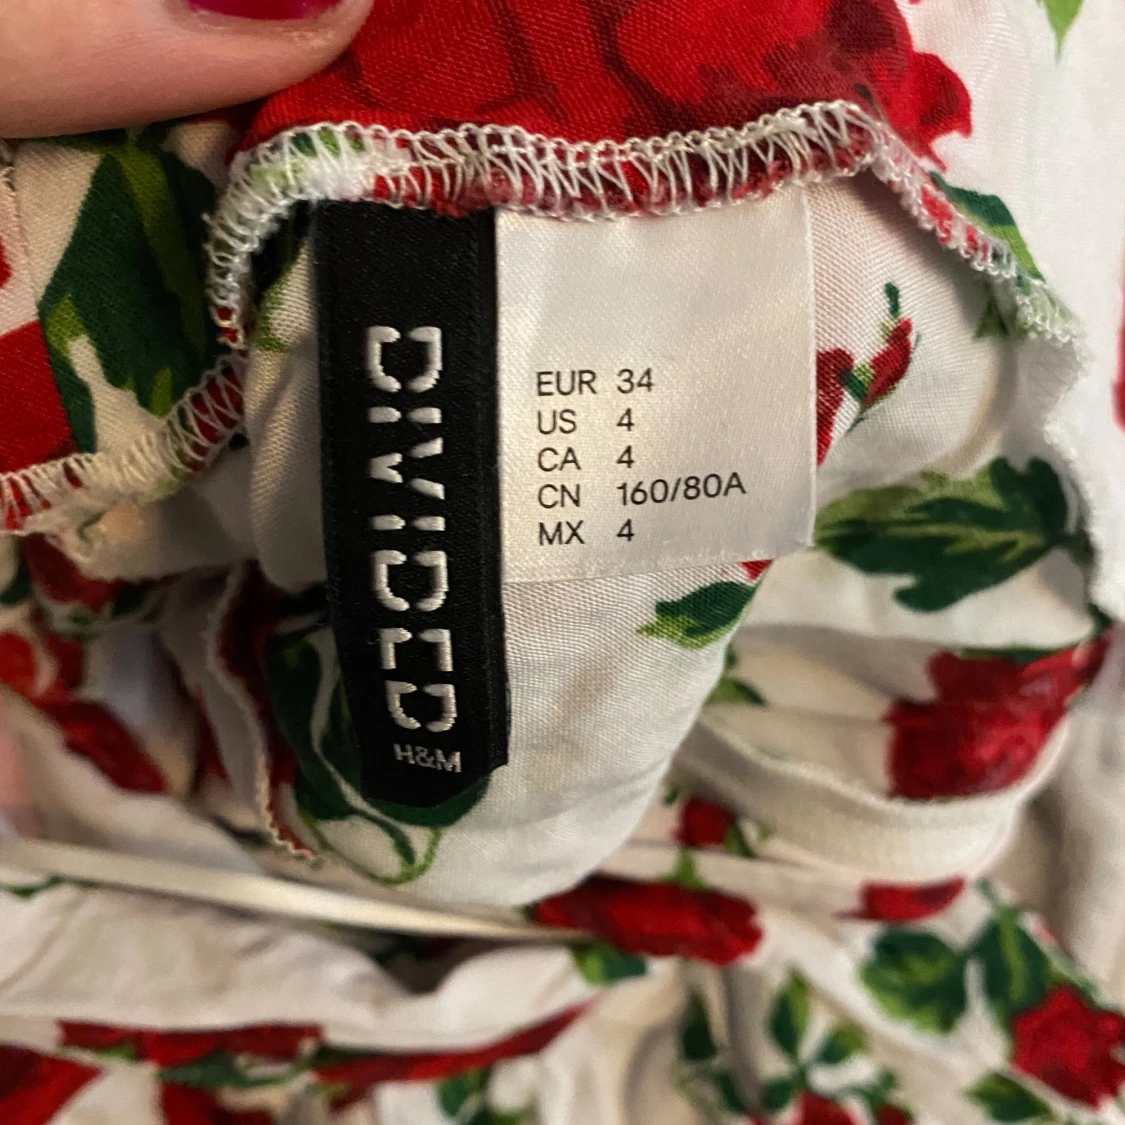 DIVIDED
H&M
EUR 34
US 4
CA 4
CN 160/80A
MX 4